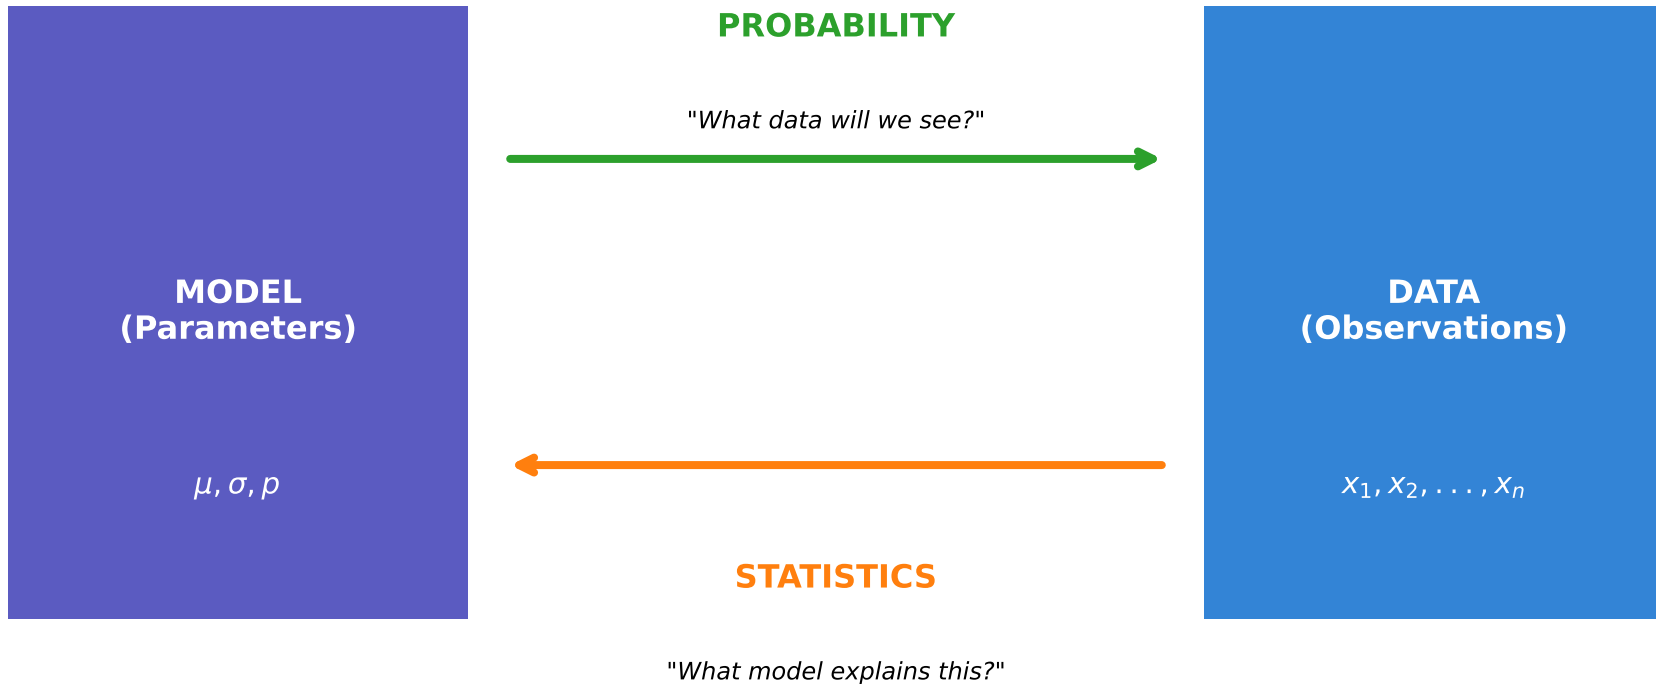 PROBABILITY
"What data will we see?"
MODEL
(Parameters)
μ, σ, p
DATA
(Observations)
x₁, x₂, . . . , xₙ
STATISTICS
"What model explains this?"